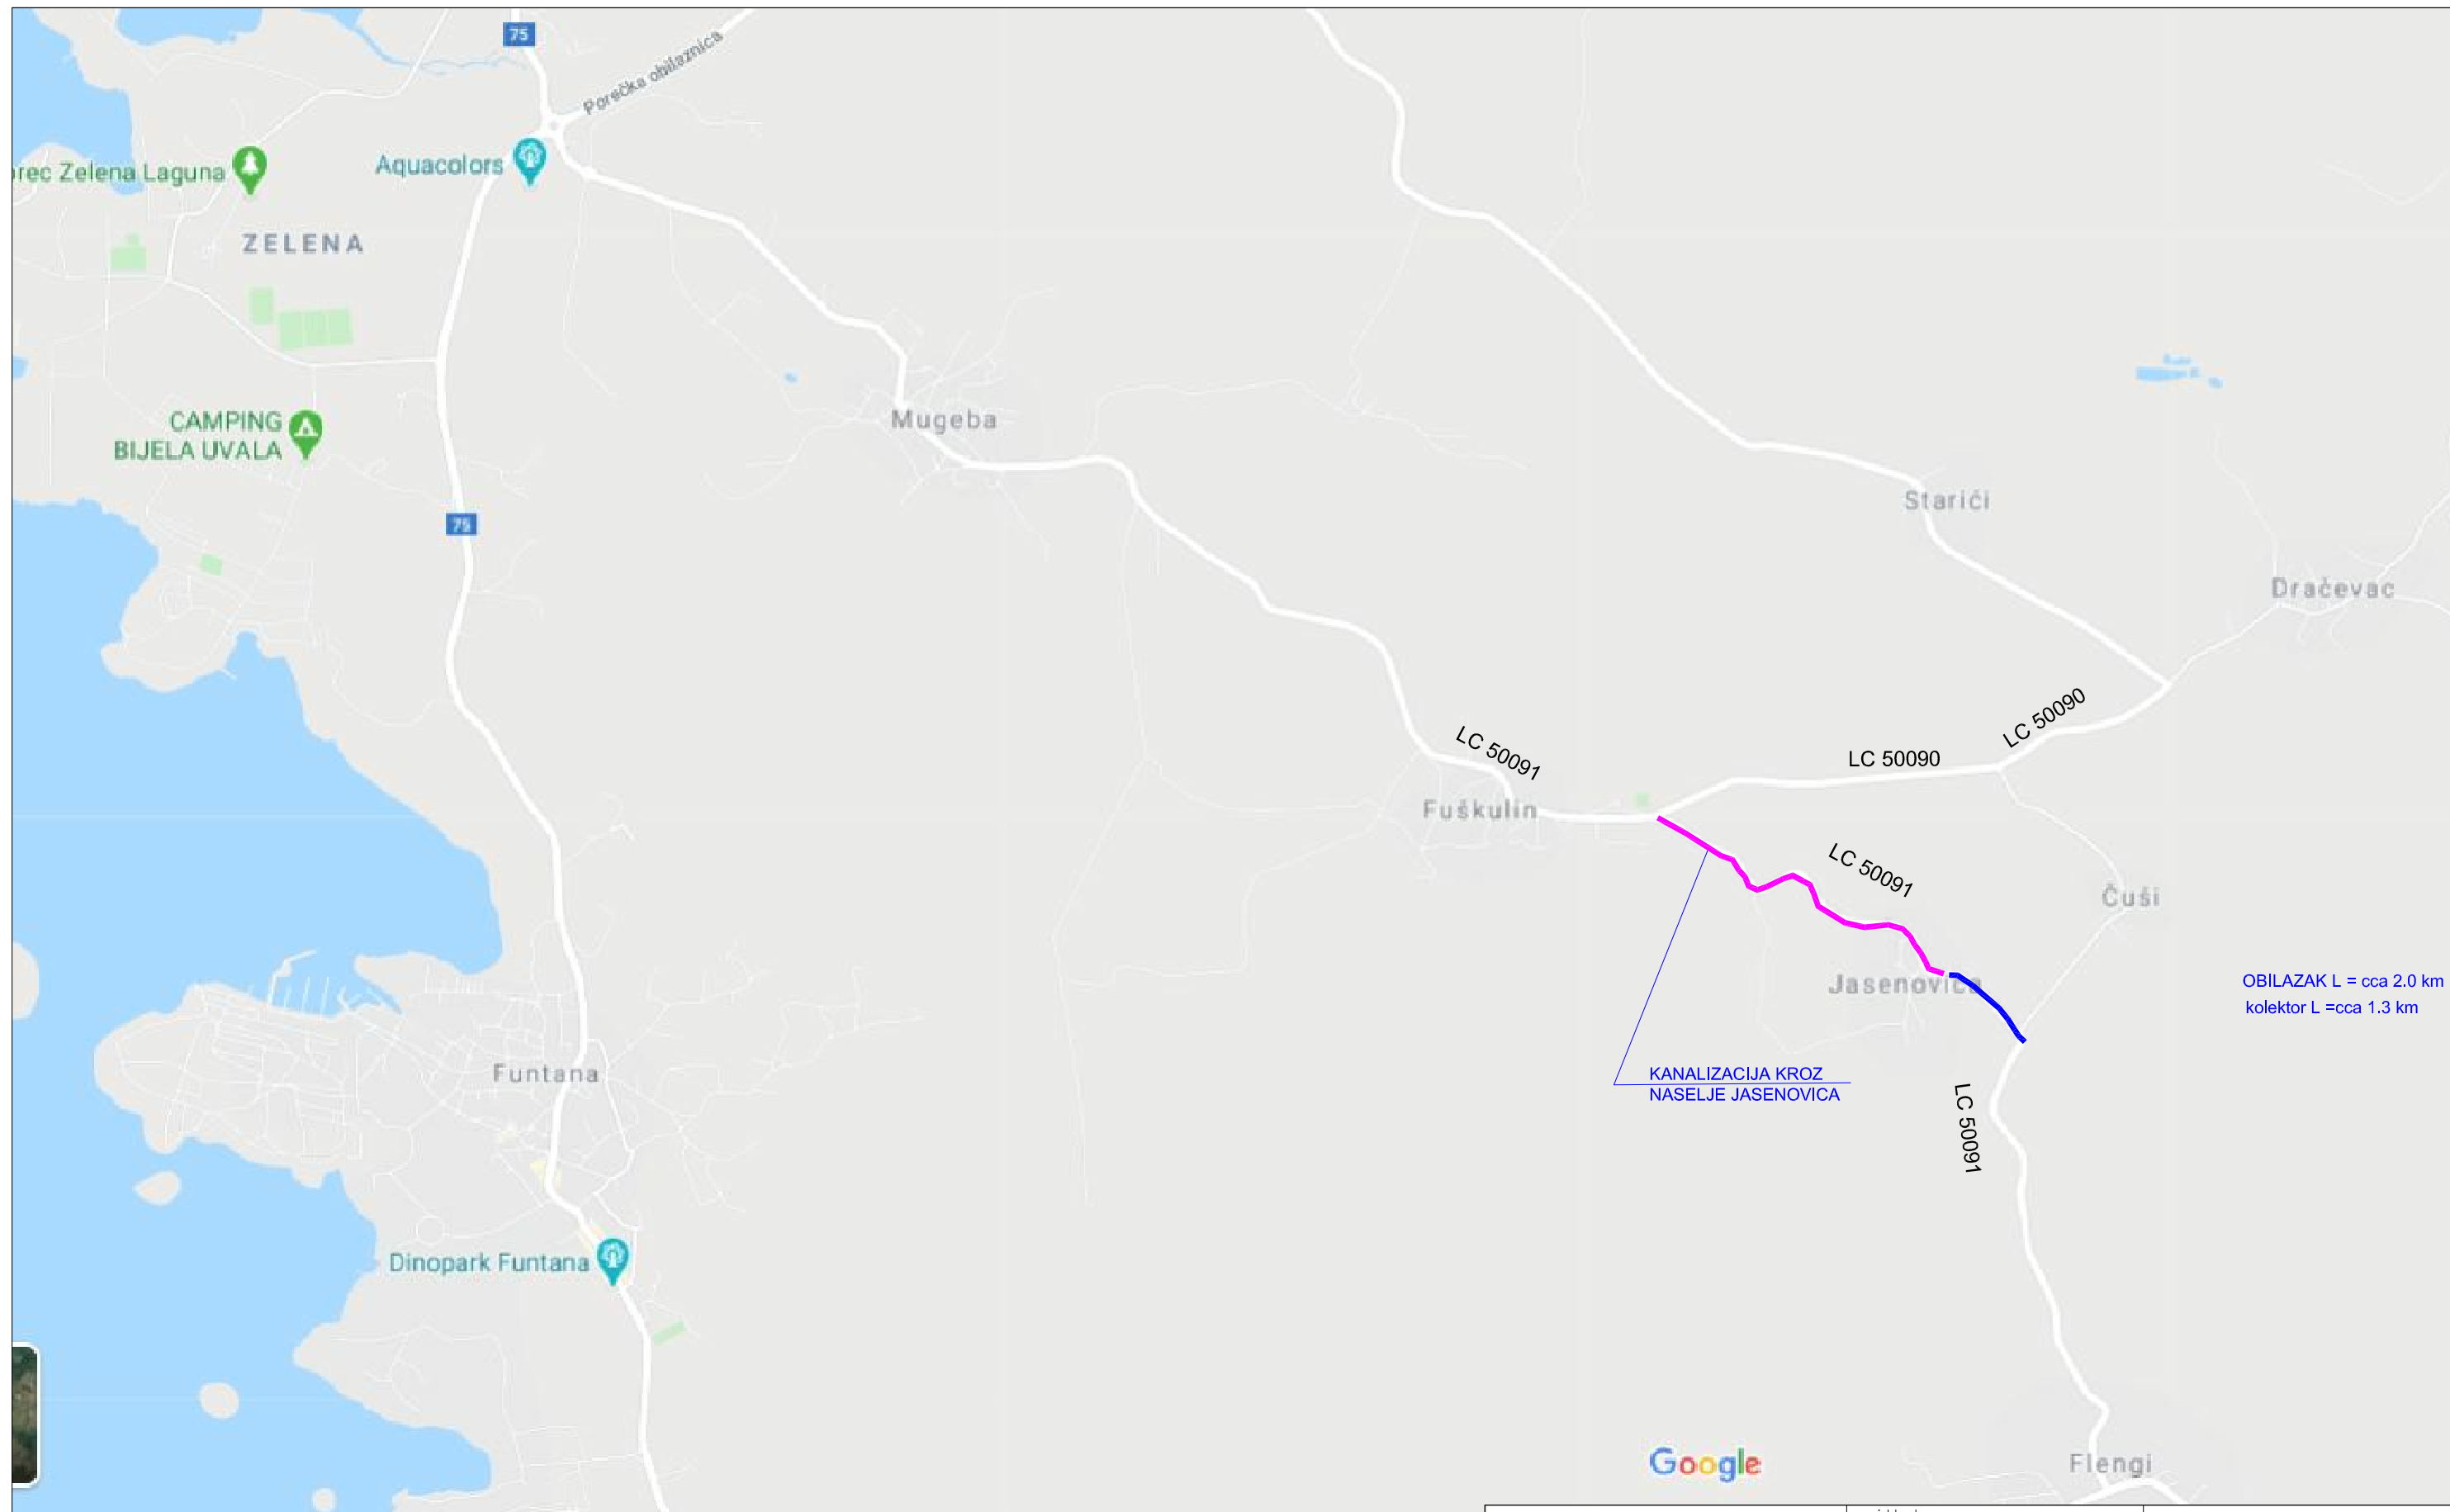 75
Porečka obilaznica
Aquacolors
Zelena Laguna
ZELENA
CAMPING
BIJELA UVALA
Mugeba
75
Starići
Dračevac
LC 50091
LC 50090
LC 50090
Fuškulin
LC 50091
Čuši
Jasenovica
OBILAZAK L = cca 2.0 km
kolektor L =cca 1.3 km
Funtana
KANALIZACIJA KROZ
NASELJE JASENOVICA
LC 50091
Dinopark Funtana
Google
Flengi